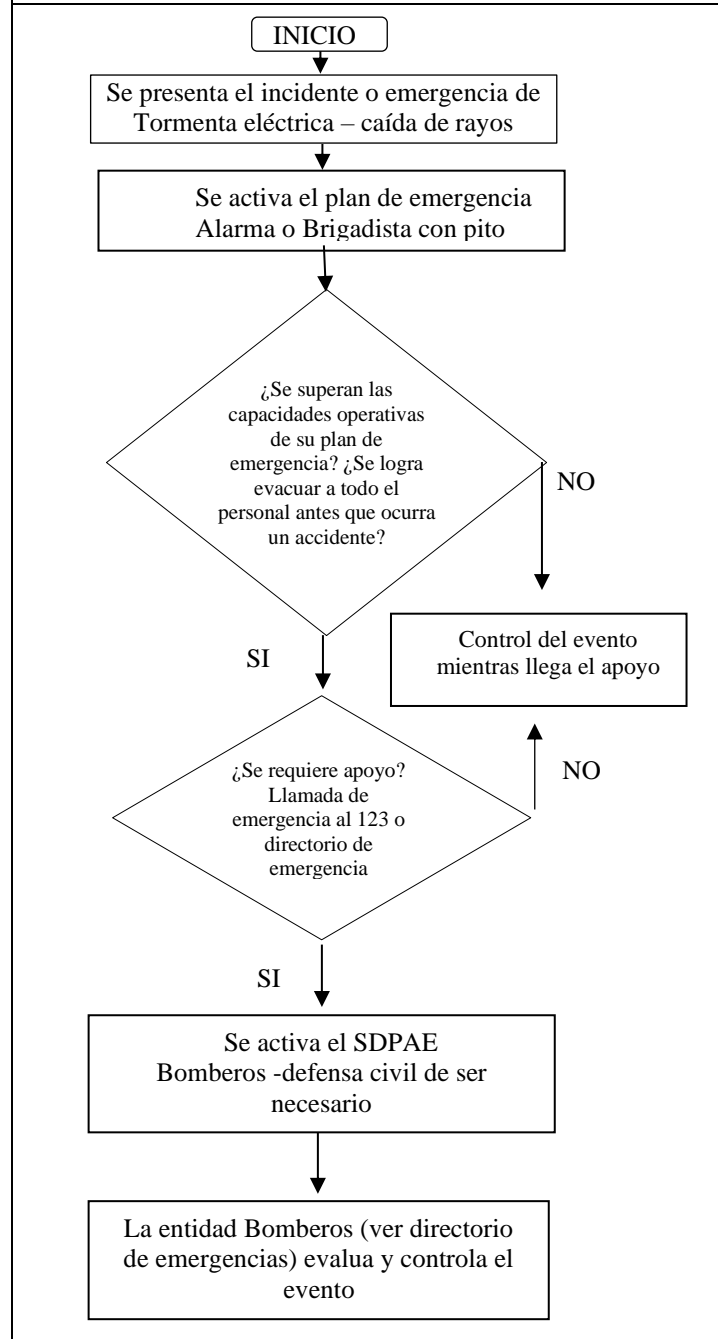 INICIO
Se presenta el incidente o emergencia de
Tormenta eléctrica – caída de rayos
Se activa el plan de emergencia
Alarma o Brigadista con pito
¿Se superan las
capacidades operativas
de su plan de
emergencia? ¿Se logra
evacuar a todo el
personal antes que ocurra
un accidente?
NO
Control del evento
mientras llega el apoyo
SI
¿Se requiere apoyo?
Llamada de
emergencia al 123 o
directorio de
emergencia
NO
SI
Se activa el SDPAE
Bomberos -defensa civil de ser
necesario
La entidad Bomberos (ver directorio
de emergencias) evalua y controla el
evento